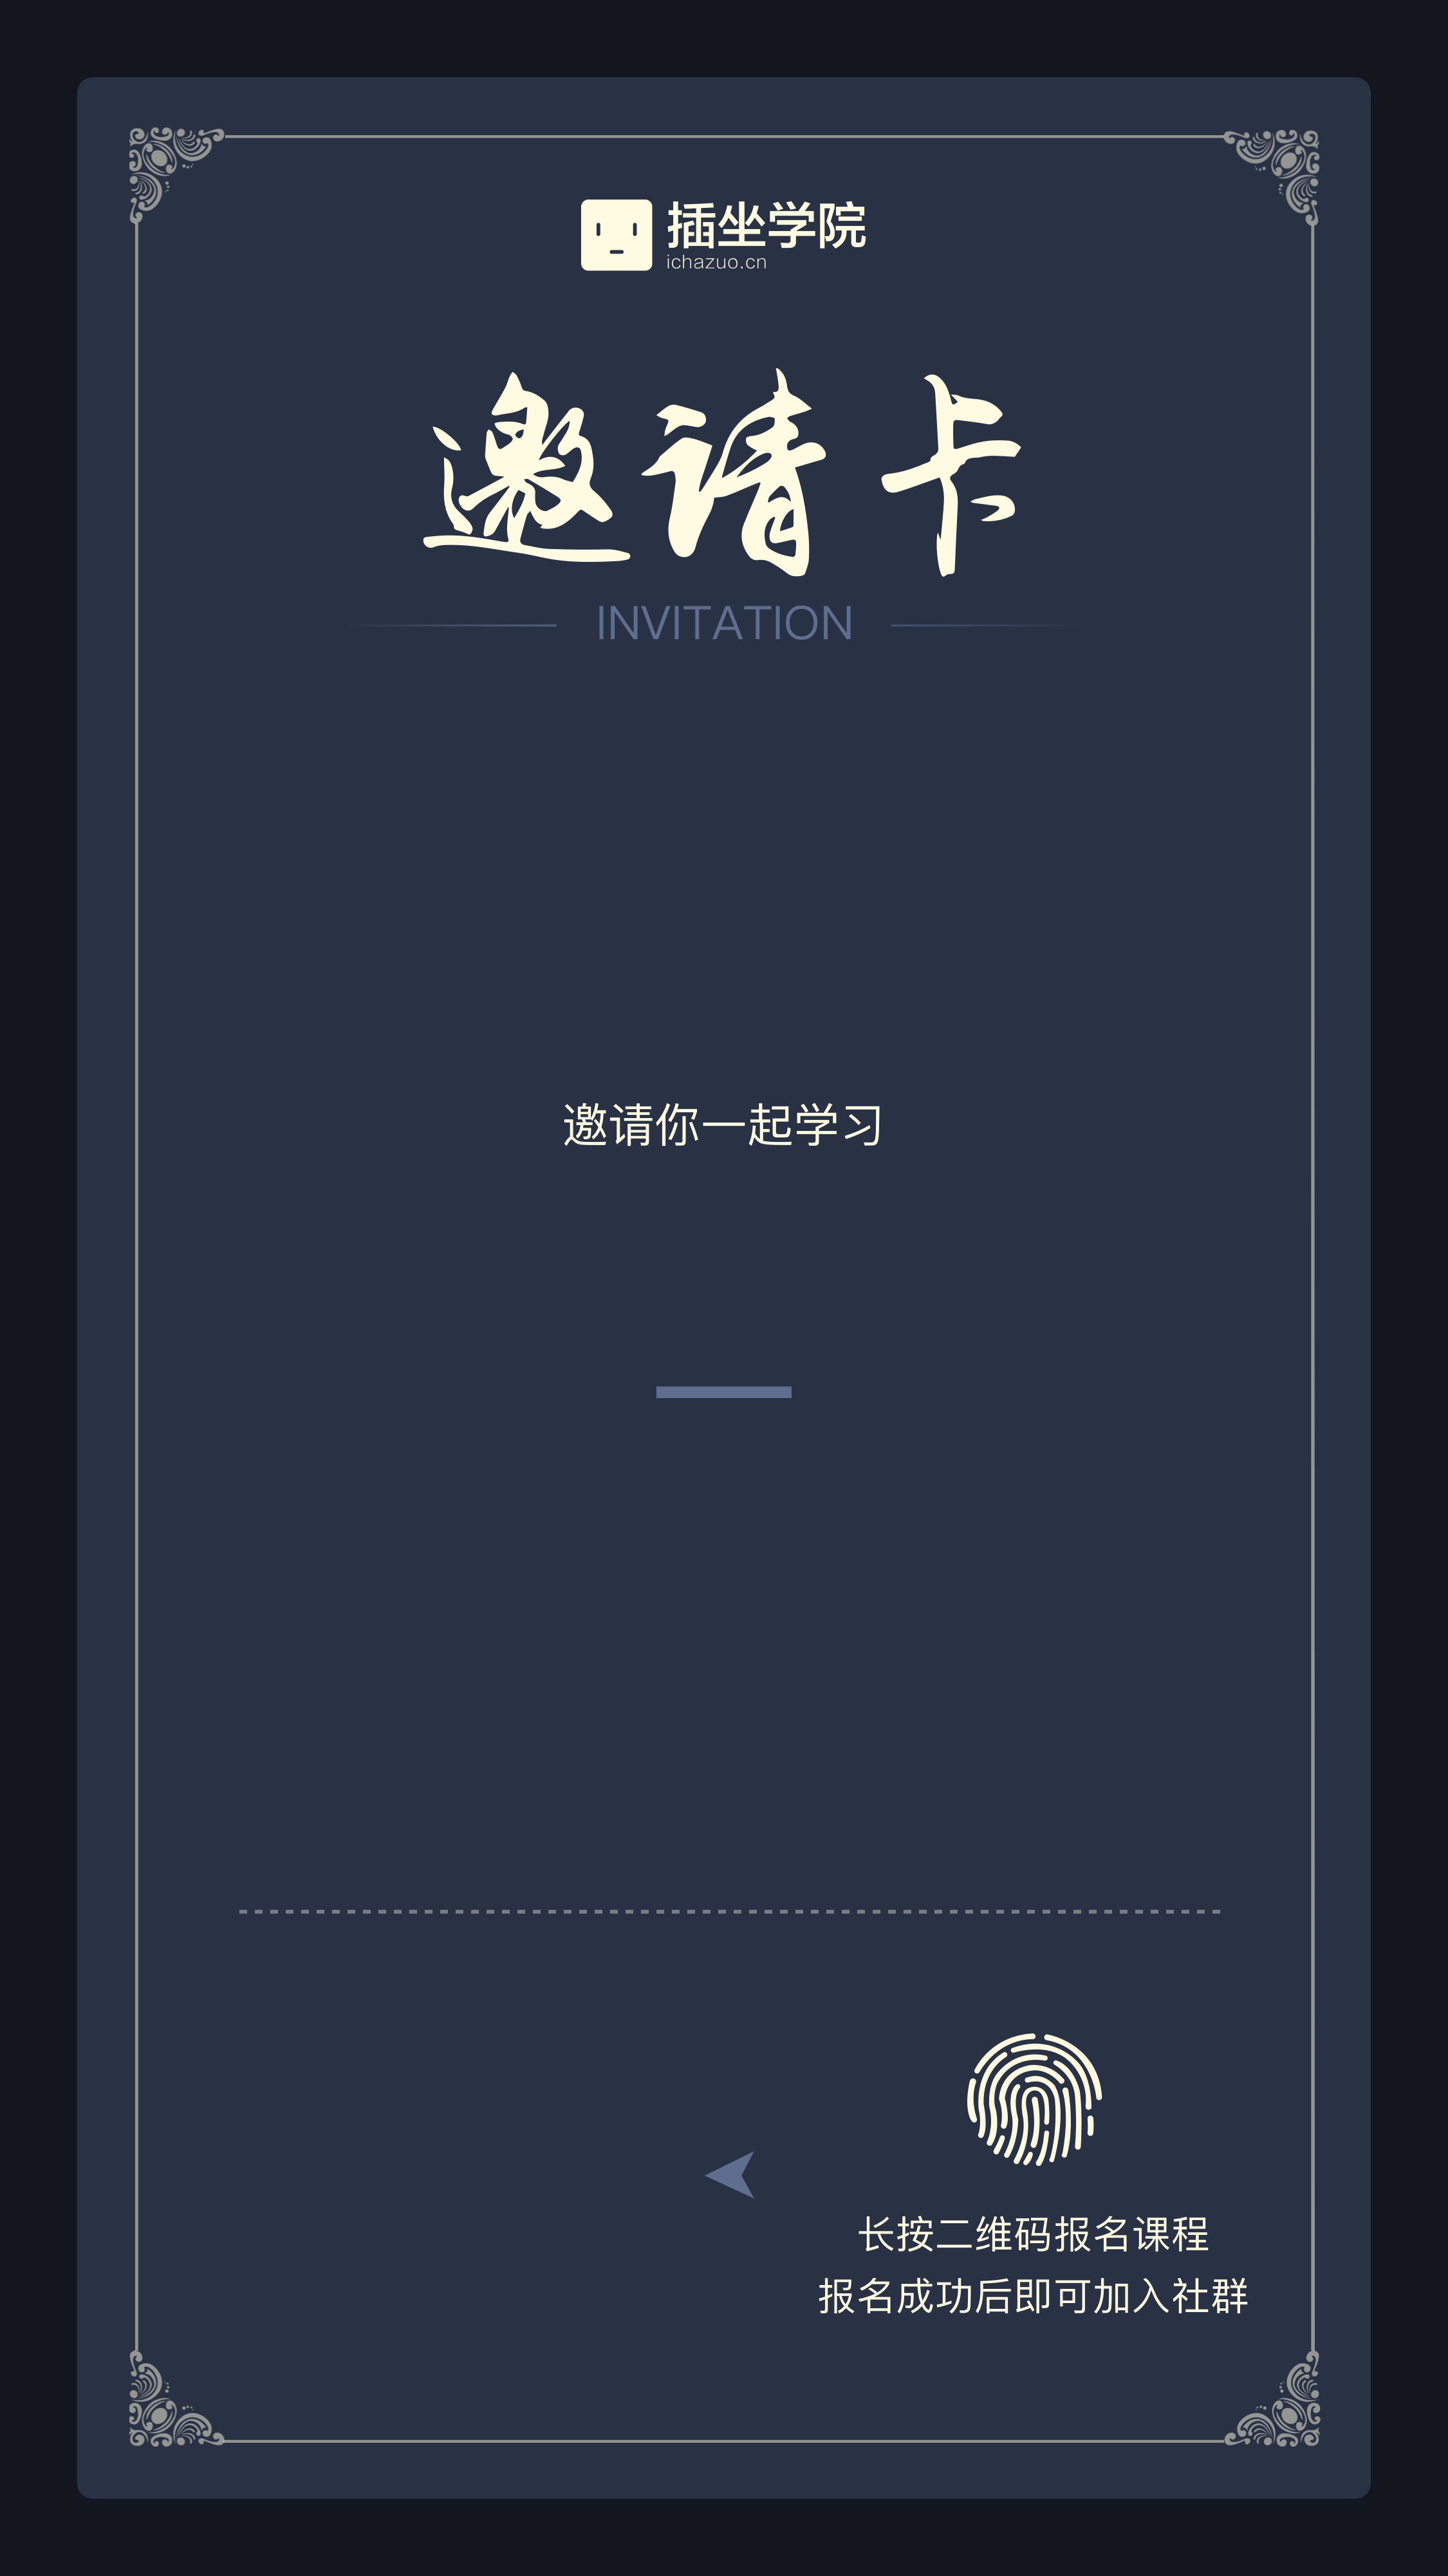 插坐学院
ichazuo.cn
邀请卡
INVITATION
邀请你一起学习
长按二维码报名课程
报名成功后即可加入社群